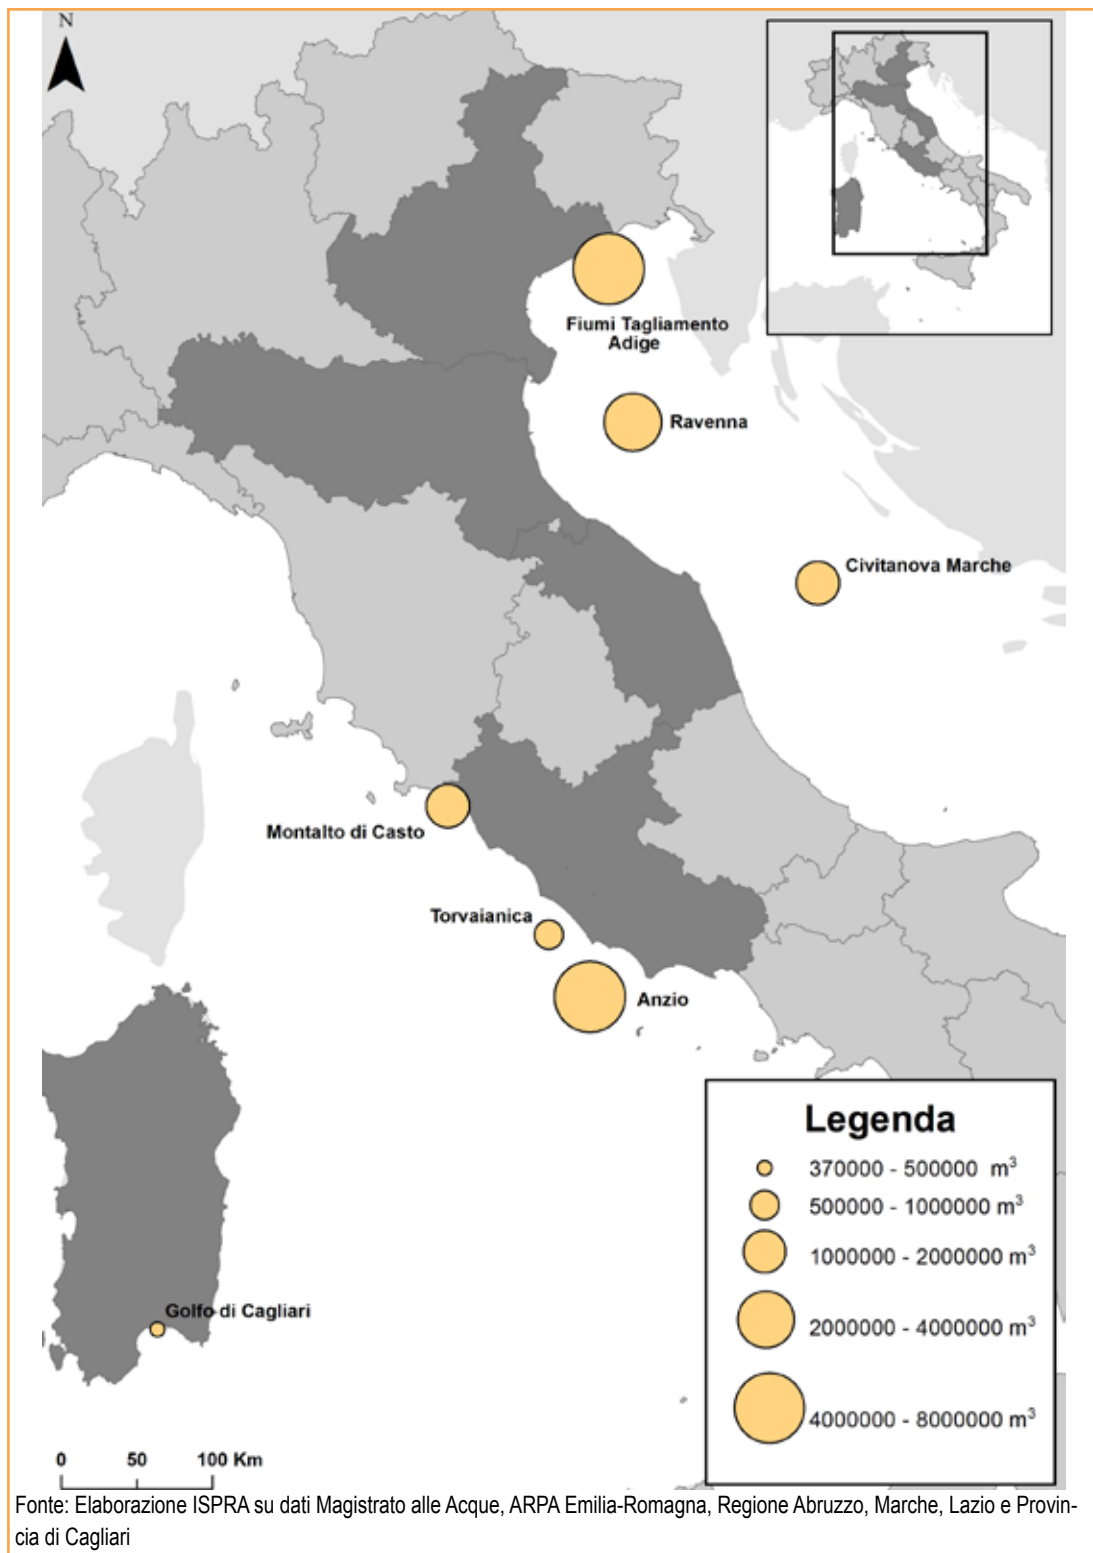 N
Fiumi Tagliamento
Adige
Ravenna
Civitanova Marche
Montalto di Casto
Torvaianica
Anzio
Golfo di Cagliari
Legenda
370000 - 500000 m³
500000 - 1000000 m³
1000000 - 2000000 m³
2000000 - 4000000 m³
4000000 - 8000000 m³
0 50 100 Km
Fonte: Elaborazione ISPRA su dati Magistrato alle Acque, ARPA Emilia-Romagna, Regione Abruzzo, Marche, Lazio e Provin-
cia di Cagliari